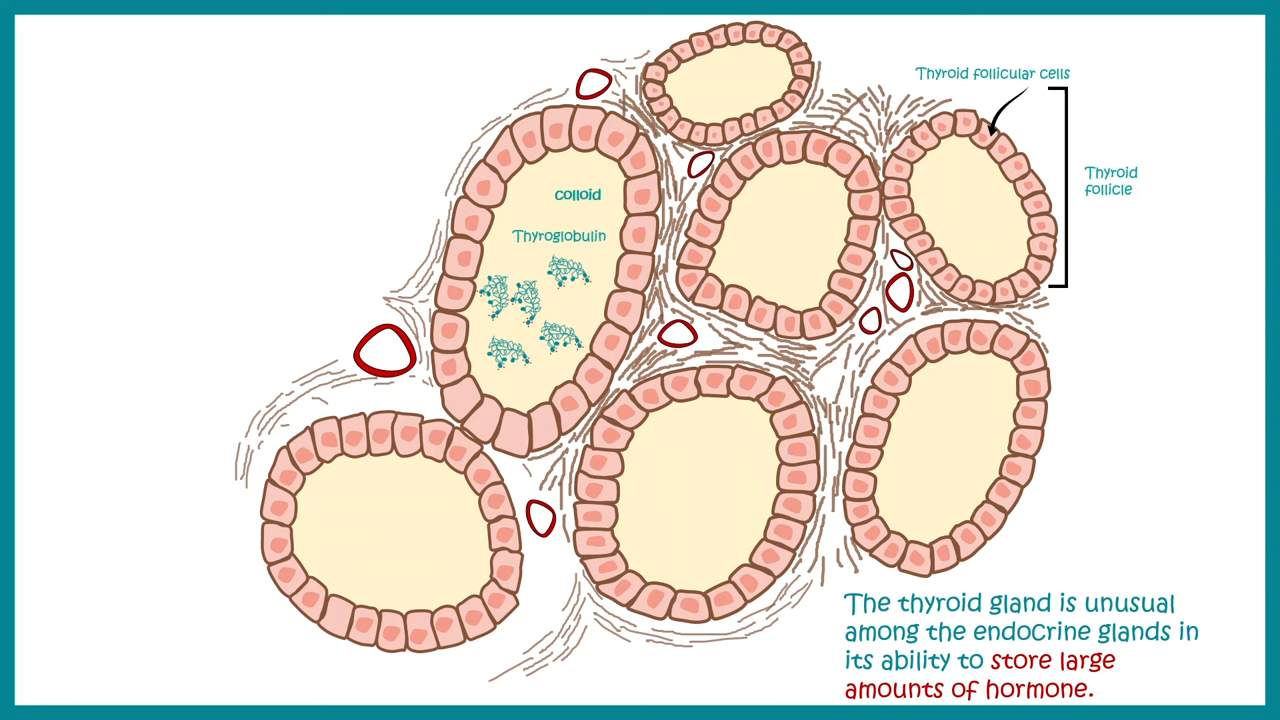 Thyroid follicular cells
Thyroid
follicle
colloid
Thyroglobulin
The thyroid gland is unusual
among the endocrine glands in
its ability to store large
amounts of hormone.